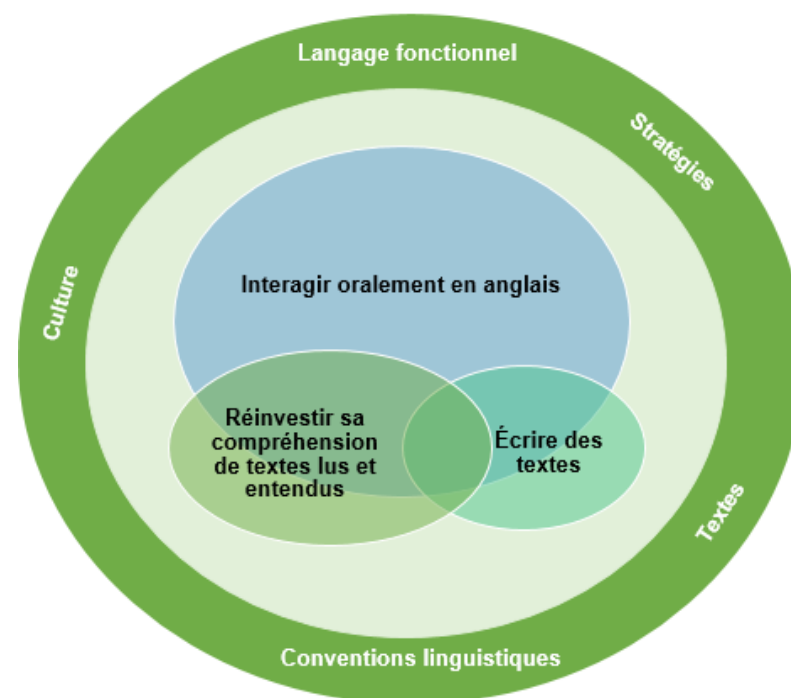 Langage fonctionnel
Stratégies
Culture
Interagir oralement en anglais
Réinvestir sa
compréhension
de textes lus et
entendus
Écrire des
textes
Textes
Conventions linguistiques